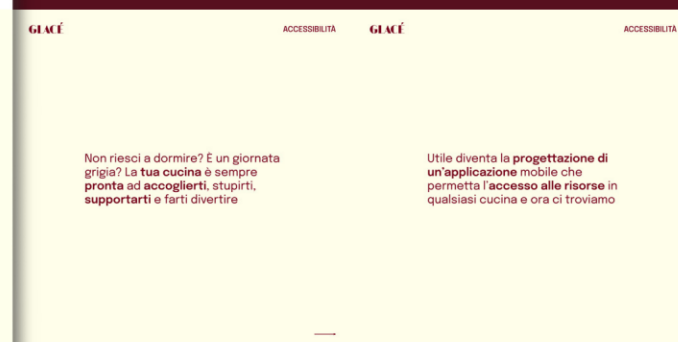 GLACÉ
ACCESSIBILITÀ
Non riesci a dormire? È un giornata
grigia? La tua cucina è sempre
pronta ad accoglierti, stupirti,
supportarti e farti divertire
GLACÉ
ACCESSIBILITÀ
Utile diventa la progettazione di
un'applicazione mobile che
permetta l'accesso alle risorse in
qualsiasi cucina e ora ci troviamo